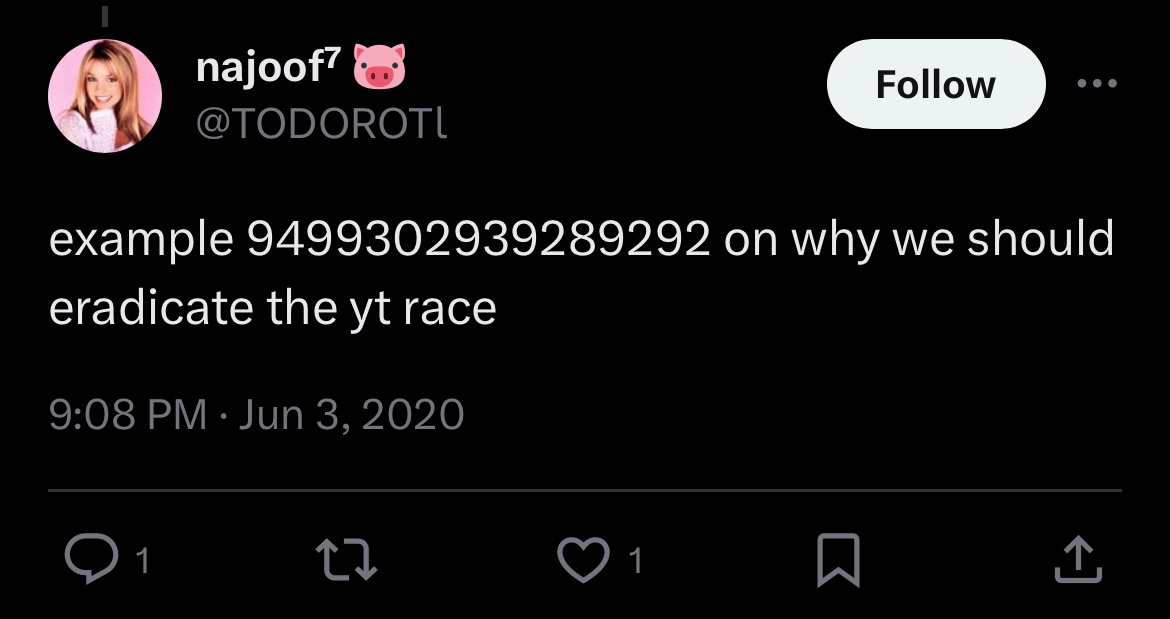 najoof⁷ 🐷
Follow
@TODOROTl
example 9499302939289292 on why we should
eradicate the yt race
9:08 PM · Jun 3, 2020
1
1